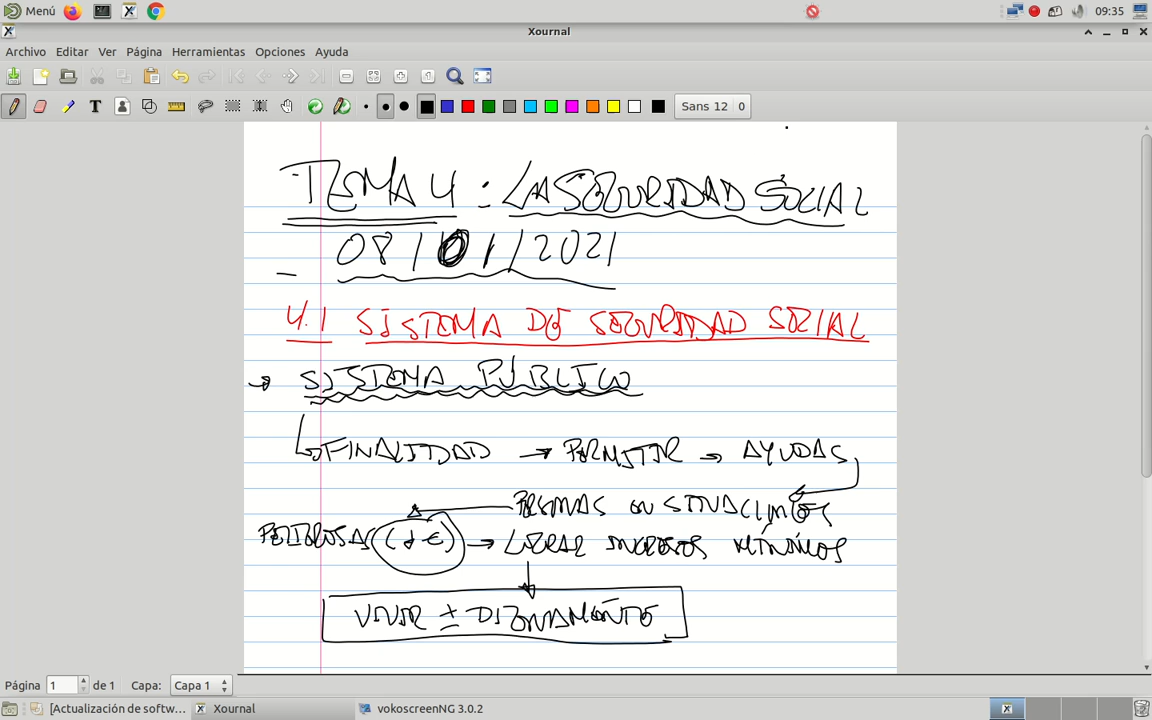 Menú 09:35
Xournal
Archivo Editar Ver Página Herramientas Opciones Ayuda
Sans 12 0
TEMA 4 : LA SEGURIDAD SOCIAL
08/01/2021
4.1 SISTEMA DE SEGURIDAD SOCIAL
→ SISTEMA PÚBLICO
FINALIDAD → PERMITIR → AYUDAS
PERSONAS EN SITUACIONES
PELIGROSAS (d €) → LOGRAR INGRESOS MÍNIMOS
VIVIR ± DIGNAMENTE
Página 1 de 1 Capa: Capa 1
[Actualización de softw... Xournal vokoscreenNG 3.0.2